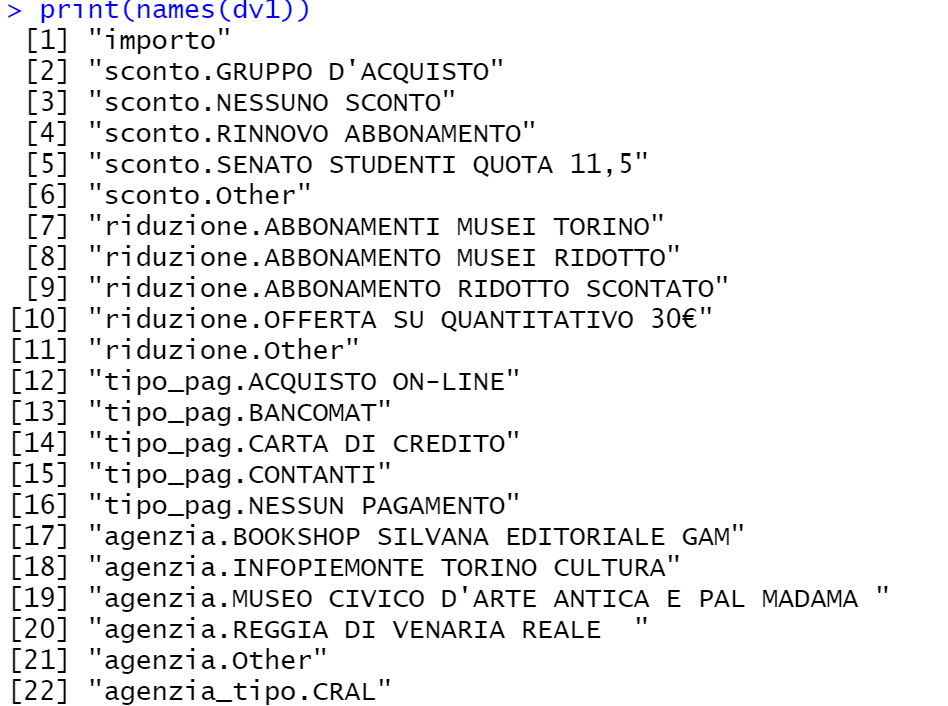 > print(names(dv1))
[1] "importo"
[2] "sconto.GRUPPO D'ACQUISTO"
[3] "sconto.NESSUNO SCONTO"
[4] "sconto.RINNOVO ABBONAMENTO"
[5] "sconto.SENATO STUDENTI QUOTA 11,5"
[6] "sconto.Other"
[7] "riduzione.ABBONAMENTI MUSEI TORINO"
[8] "riduzione.ABBONAMENTO MUSEI RIDOTTO"
[9] "riduzione.ABBONAMENTO RIDOTTO SCONTATO"
[10] "riduzione.OFFERTA SU QUANTITATIVO 30€"
[11] "riduzione.Other"
[12] "tipo_pag.ACQUISTO ON-LINE"
[13] "tipo_pag.BANCOMAT"
[14] "tipo_pag.CARTA DI CREDITO"
[15] "tipo_pag.CONTANTI"
[16] "tipo_pag.NESSUN PAGAMENTO"
[17] "agenzia.BOOKSHOP SILVANA EDITORIALE GAM"
[18] "agenzia.INFOPIEMONTE TORINO CULTURA"
[19] "agenzia.MUSEO CIVICO D'ARTE ANTICA E PAL MADAMA "
[20] "agenzia.REGGIA DI VENARIA REALE  "
[21] "agenzia.Other"
[22] "agenzia_tipo.CRAL"